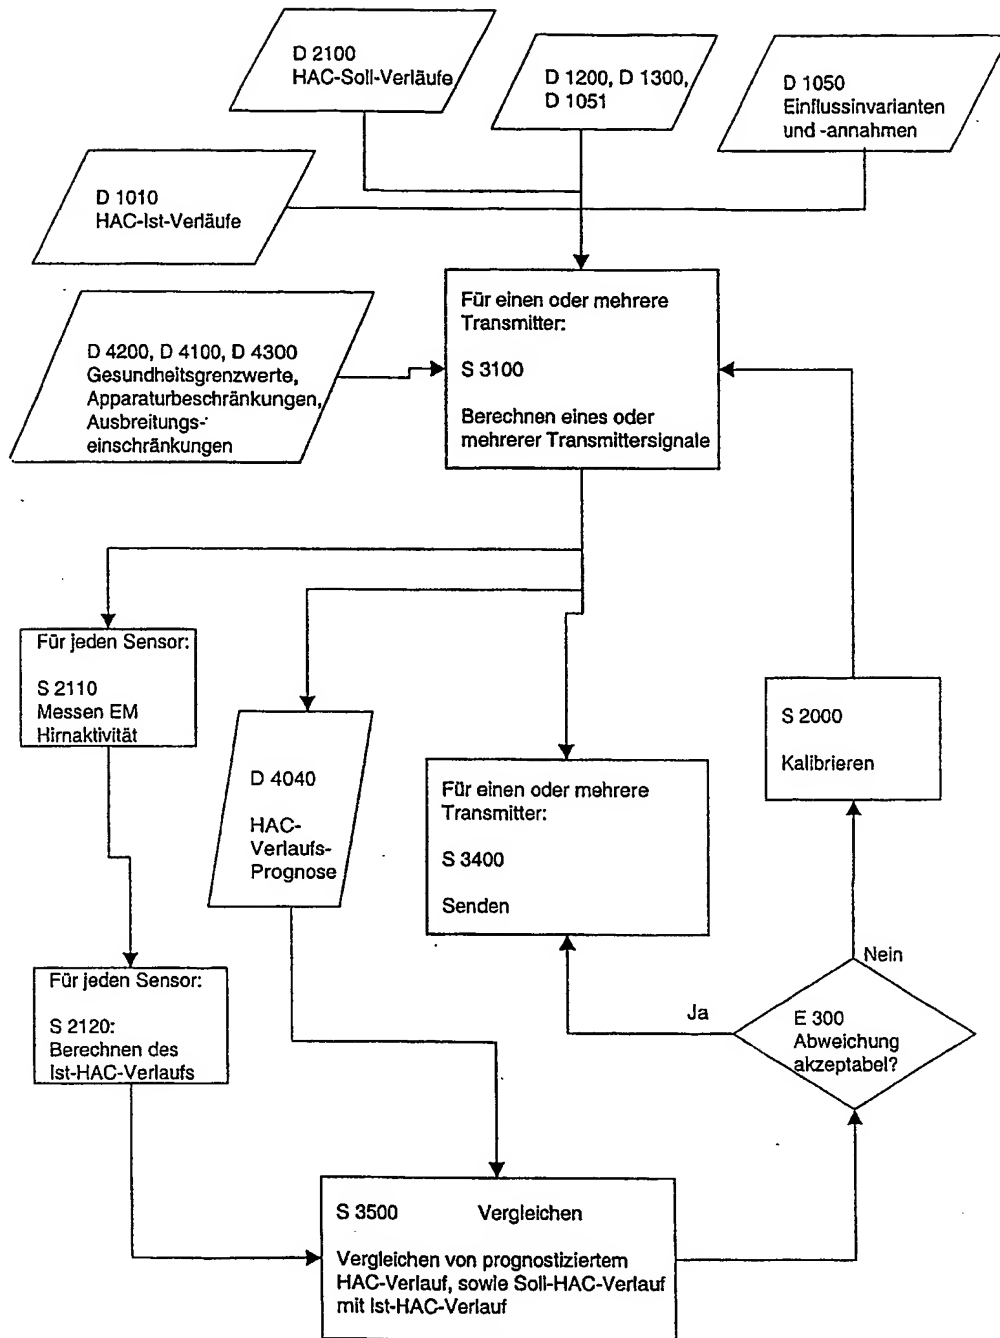 D 2100
HAC-Soll-Verläufe
D 1200, D 1300,
D 1051
D 1050
Einflussinvarianten
und -annahmen
D 1010
HAC-Ist-Verläufe
Für einen oder mehrere
Transmitter:
S 3100
Berechnen eines oder
mehrerer Transmittersignale
D 4200, D 4100, D 4300
Gesundheitsgrenzwerte,
Apparaturbeschränkungen,
Ausbreitungs-
einschränkungen
Für jeden Sensor:
S 2110
Messen EM
Hirnaktivität
D 4040
HAC-
Verlaufs-
Prognose
Für einen oder mehrere
Transmitter:
S 3400
Senden
S 2000
Kalibrieren
Für jeden Sensor:
S 2120:
Berechnen des
Ist-HAC-Verlaufs
Nein
Ja
E 300
Abweichung
akzeptabel?
S 3500 Vergleichen
Vergleichen von prognostiziertem
HAC-Verlauf, sowie Soll-HAC-Verlauf
mit Ist-HAC-Verlauf